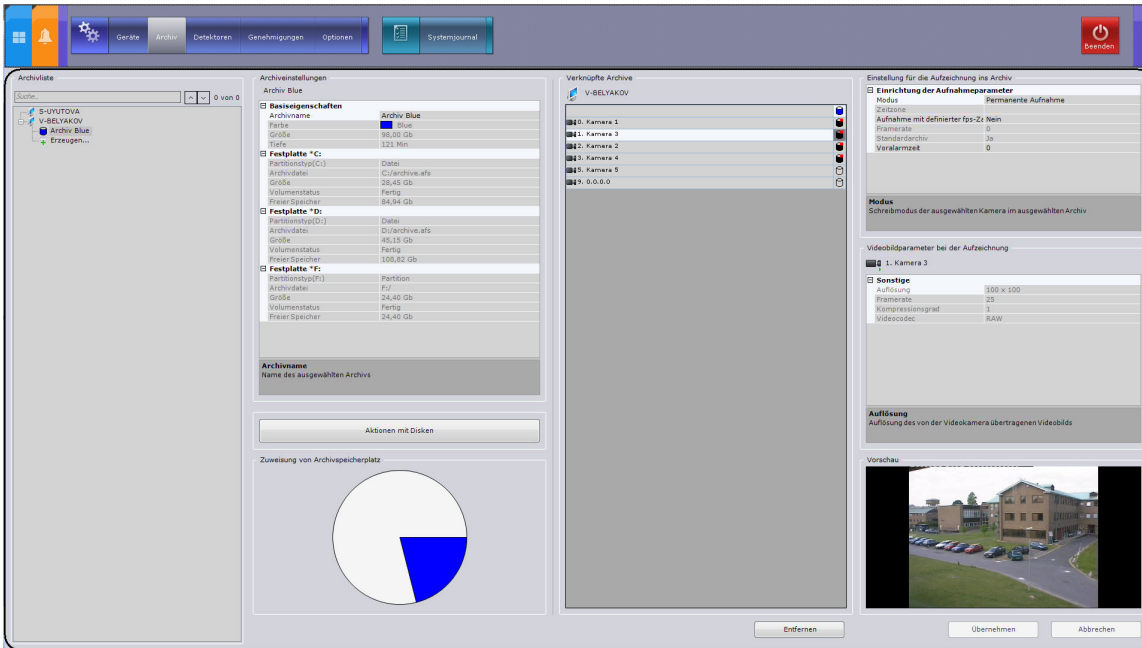 Geräte Archiv Detektoren Genehmigungen Optionen Systemjournal Beenden
Archivliste
Suche... 0 von 0
S-UYUTOVA
V-BELYAKOV
Archiv Blue
Erzeugen...
Archiveinstellungen
Archiv Blue
Basiseigenschaften
Archivname Archiv Blue
Farbe Blue
Größe 98,00 Gb
Tiefe 121 Min
Festplatte *C:
Partitionstyp(C:) Datei
Archivdatei C:/archive.afs
Größe 28,45 Gb
Volumenstatus Fertig
Freier Speicher 84,94 Gb
Festplatte *D:
Partitionstyp(D:) Datei
Archivdatei D:/archive.afs
Größe 45,15 Gb
Volumenstatus Fertig
Freier Speicher 108,82 Gb
Festplatte *F:
Partitionstyp(F:) Partition
Archivdatei F:/
Größe 24,40 Gb
Volumenstatus Fertig
Freier Speicher 24,40 Gb
Archivname
Name des ausgewählten Archivs
Aktionen mit Disken
Zuweisung von Archivspeicherplatz
Verknüpfte Archive
V-BELYAKOV
0. Kamera 1
1. Kamera 3
2. Kamera 2
3. Kamera 4
5. Kamera 5
9. 0.0.0.0
Entfernen
Einstellung für die Aufzeichnung ins Archiv
Einrichtung der Aufnahmeparameter
Modus Permanente Aufnahme
Zeitzone
Aufnahme mit definierter fps-Za Nein
Framerate 0
Standardarchiv Ja
Voralarmzeit 0
Modus
Schreibmodus der ausgewählten Kamera im ausgewählten Archiv
Videobildparameter bei der Aufzeichnung
1. Kamera 3
Sonstige
Auflösung 100 x 100
Framerate 25
Kompressionsgrad 1
Videocodec RAW
Auflösung
Auflösung des von der Videokamera übertragenen Videobilds
Vorschau
Übernehmen Abbrechen